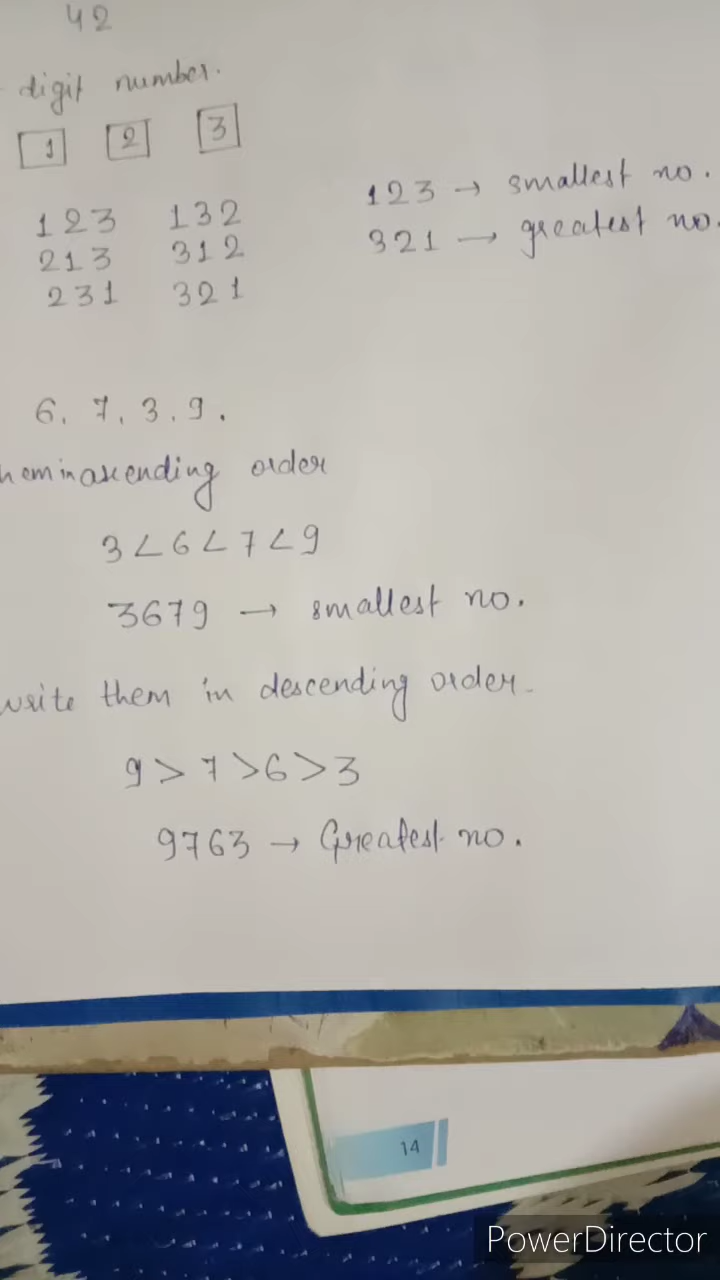 42
digit number.
1 2 3
123 132
213 312
231 321
123 → smallest no.
321 → greatest no.
6, 7, 3, 9.
hem in ascending order
3 < 6 < 7 < 9
3679 → smallest no.
write them in descending order.
9 > 7 > 6 > 3
9763 → Greatest no.
14
PowerDirector